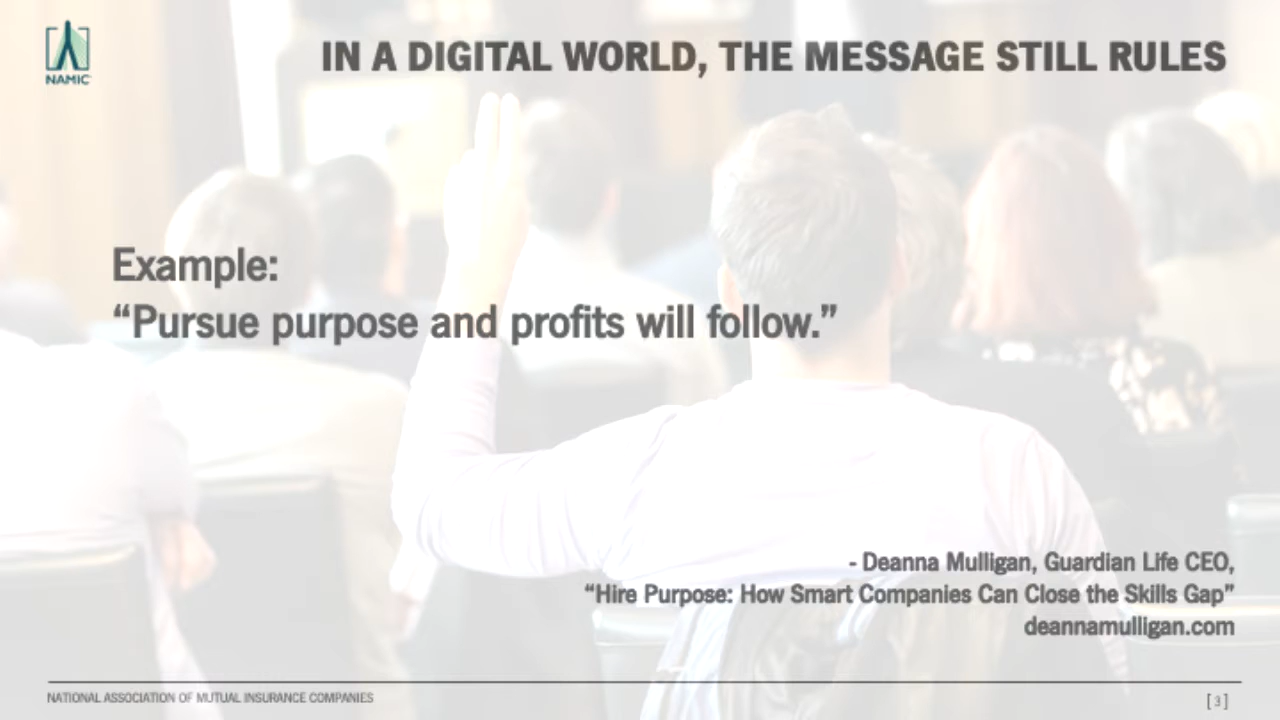 NAMIC
IN A DIGITAL WORLD, THE MESSAGE STILL RULES
Example:
“Pursue purpose and profits will follow.”
- Deanna Mulligan, Guardian Life CEO,
“Hire Purpose: How Smart Companies Can Close the Skills Gap”
deannamulligan.com
NATIONAL ASSOCIATION OF MUTUAL INSURANCE COMPANIES
[ 3 ]